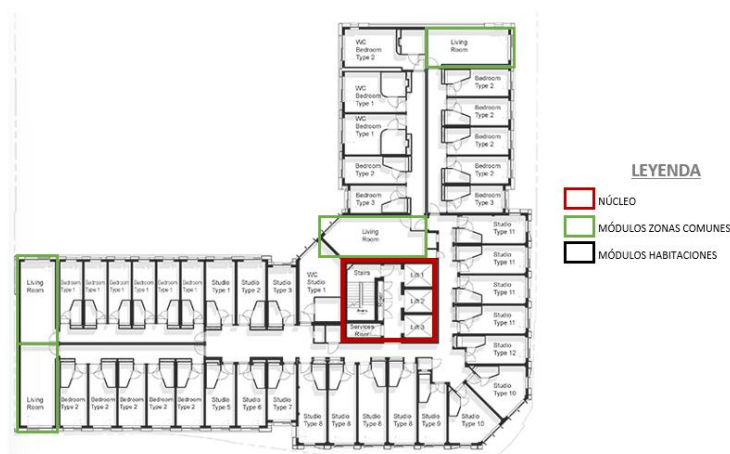 WC
Bedroom
Type 2
Living
Room
WC
Bedroom
Type 1
WC
Bedroom
Type 1
Bedroom
Type 2
Bedroom
Type 3
Bedroom
Type 2
Bedroom
Type 2
Bedroom
Type 2
Bedroom
Type 2
Bedroom
Type 3
LEYENDA
NÚCLEO
MÓDULOS ZONAS COMUNES
MÓDULOS HABITACIONES
Living
Room
Studio
Type 11
Studio
Type 11
Studio
Type 11
Studio
Type 11
Studio
Type 12
Studio
Type 10
Living
Room
Bedroom
Type 1
Bedroom
Type 1
Bedroom
Type 1
Bedroom
Type 1
Bedroom
Type 1
Studio
Type 1
Studio
Type 2
Studio
Type 3
WC
Studio
Type 1
Stairs
Lift 1
Lift 2
Lift 3
Services
Living
Room
Bedroom
Type 2
Bedroom
Type 2
Bedroom
Type 2
Bedroom
Type 2
Bedroom
Type 2
Studio
Type 5
Studio
Type 6
Studio
Type 7
Studio
Type 8
Studio
Type 8
Studio
Type 8
Studio
Type 8
Studio
Type 9
Studio
Type 10